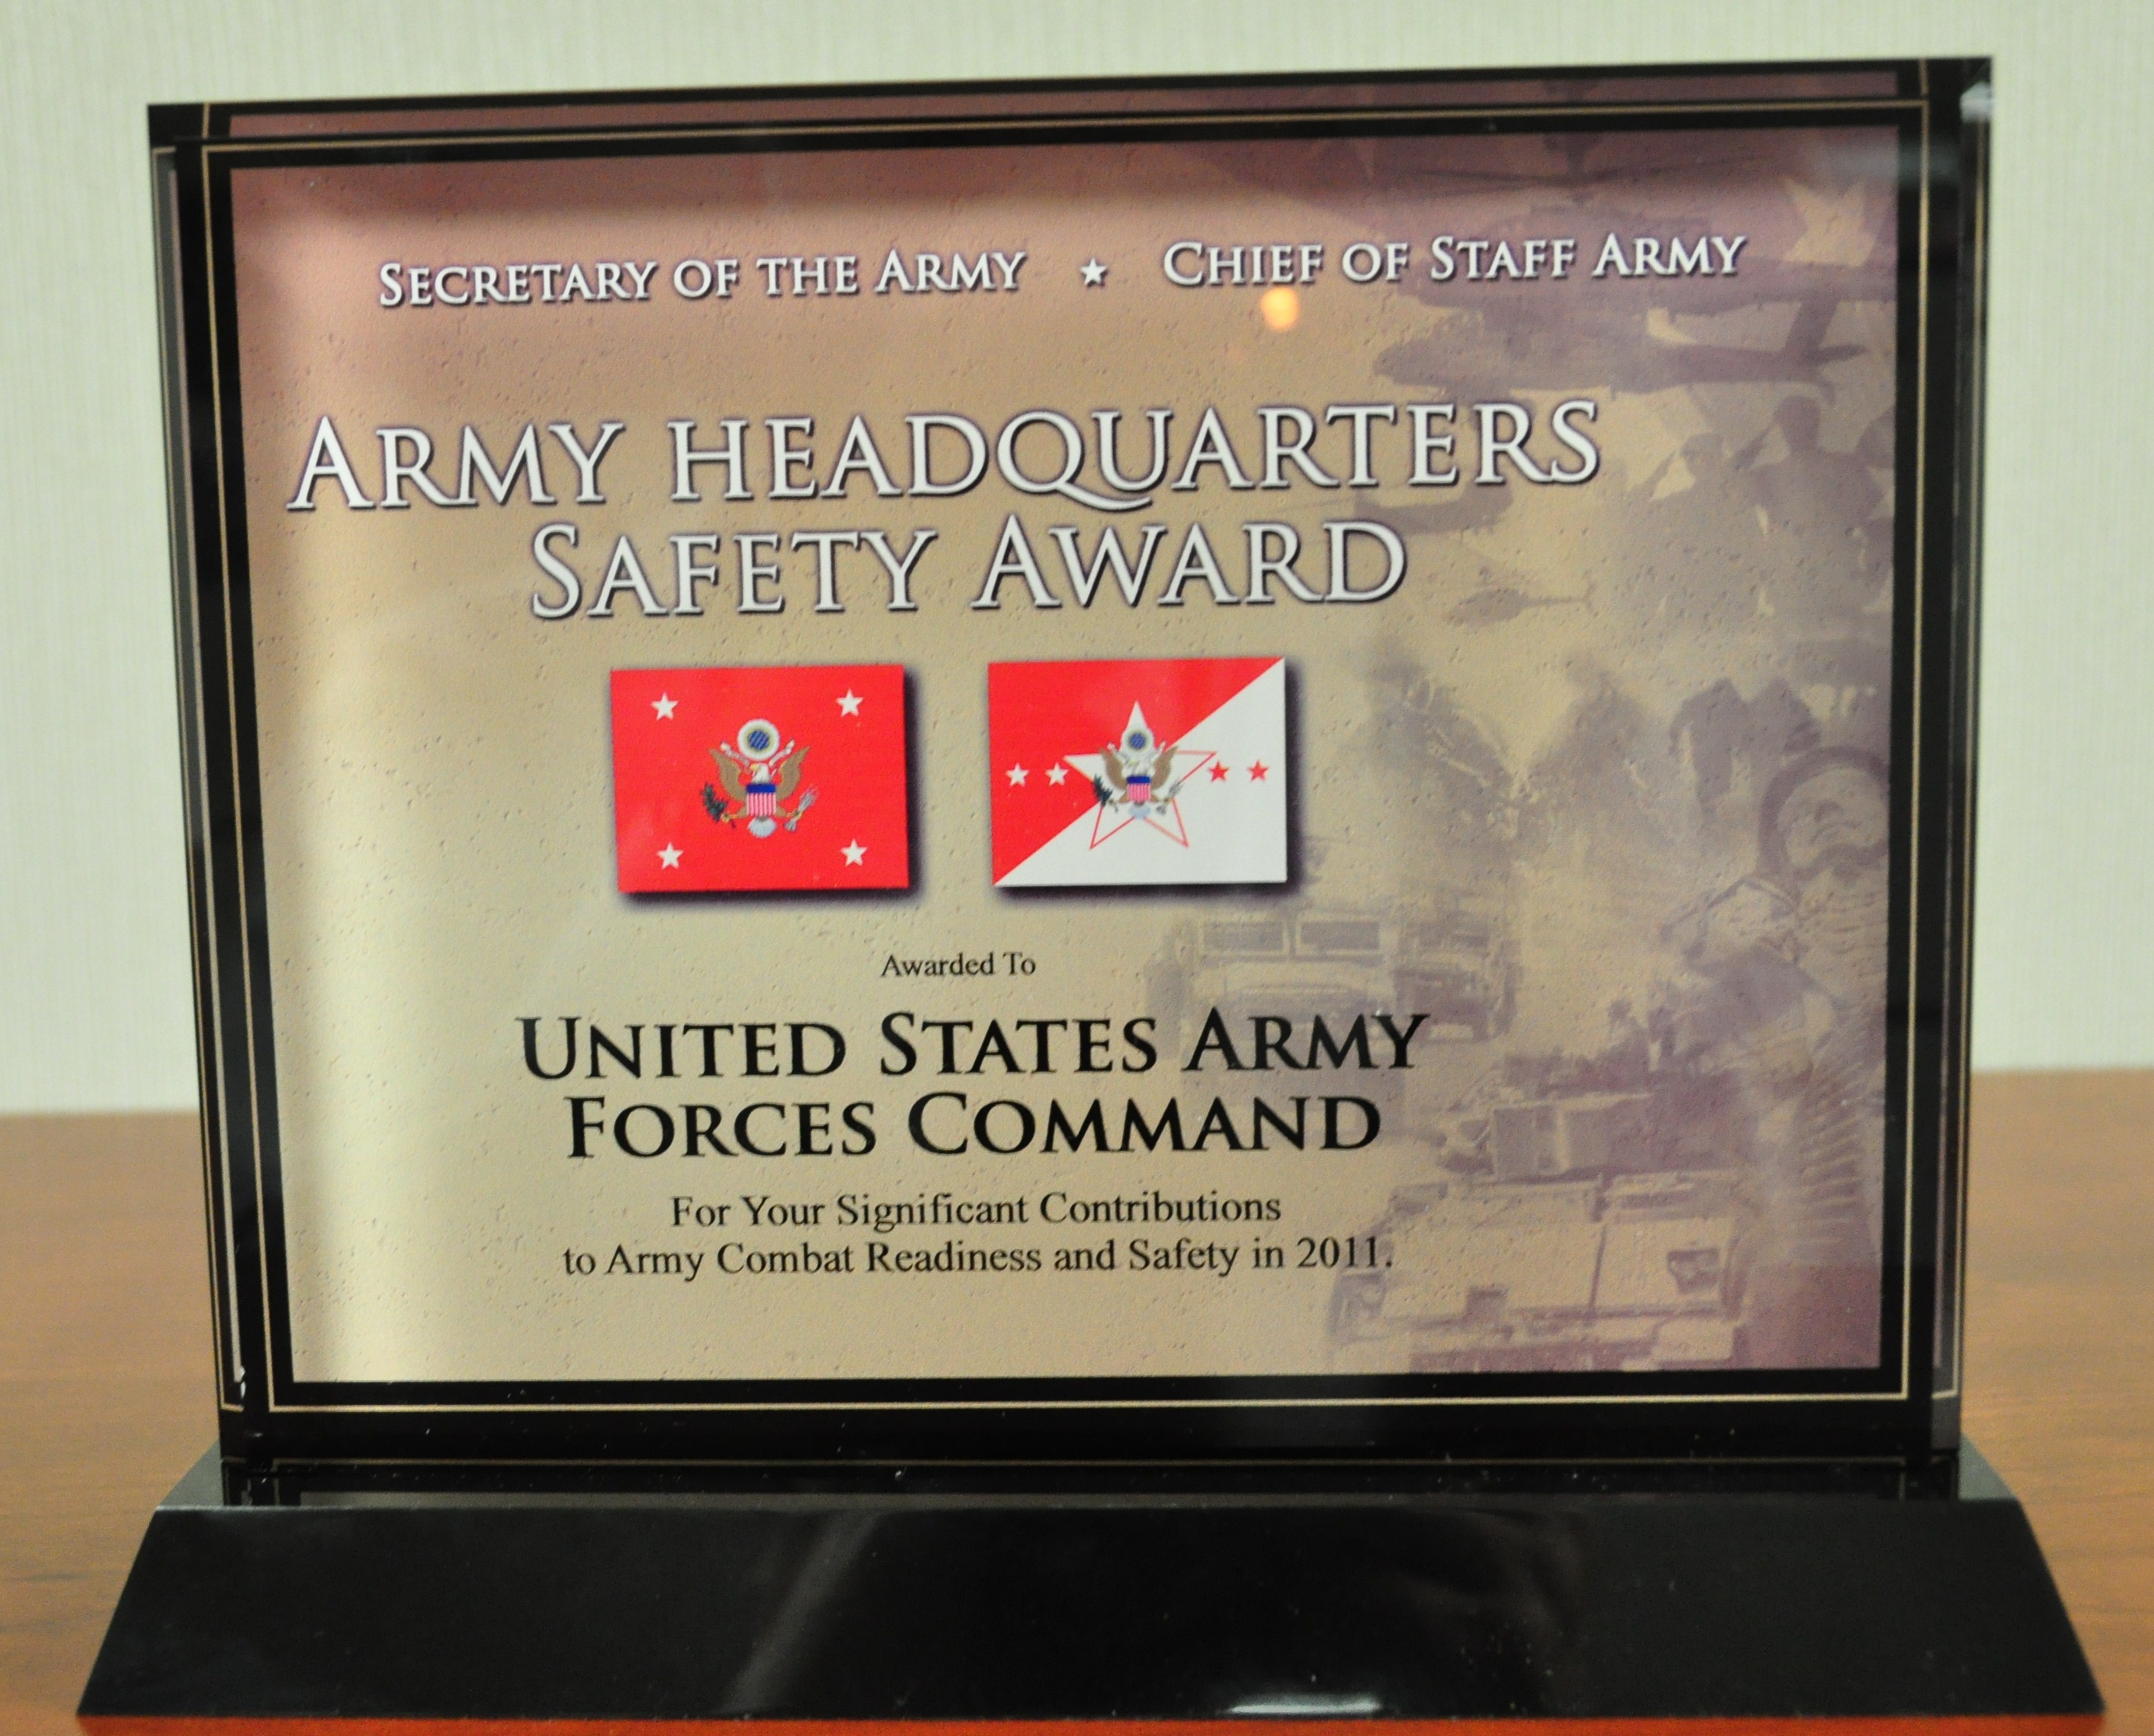 SECRETARY OF THE ARMY ★ CHIEF OF STAFF ARMY
ARMY HEADQUARTERS
SAFETY AWARD
Awarded To
UNITED STATES ARMY
FORCES COMMAND
For Your Significant Contributions
to Army Combat Readiness and Safety in 2011.